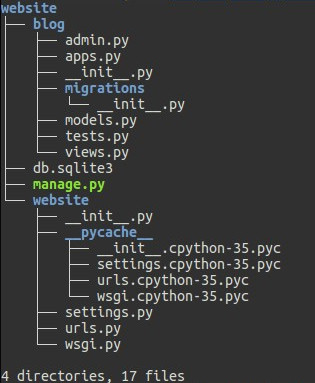 website
├── blog
│   ├── admin.py
│   ├── apps.py
│   ├── __init__.py
│   ├── migrations
│   │   └── __init__.py
│   ├── models.py
│   ├── tests.py
│   └── views.py
├── db.sqlite3
├── manage.py
└── website
    ├── __init__.py
    ├── __pycache__
    │   ├── __init__.cpython-35.pyc
    │   ├── settings.cpython-35.pyc
    │   ├── urls.cpython-35.pyc
    │   └── wsgi.cpython-35.pyc
    ├── settings.py
    ├── urls.py
    └── wsgi.py
4 directories, 17 files